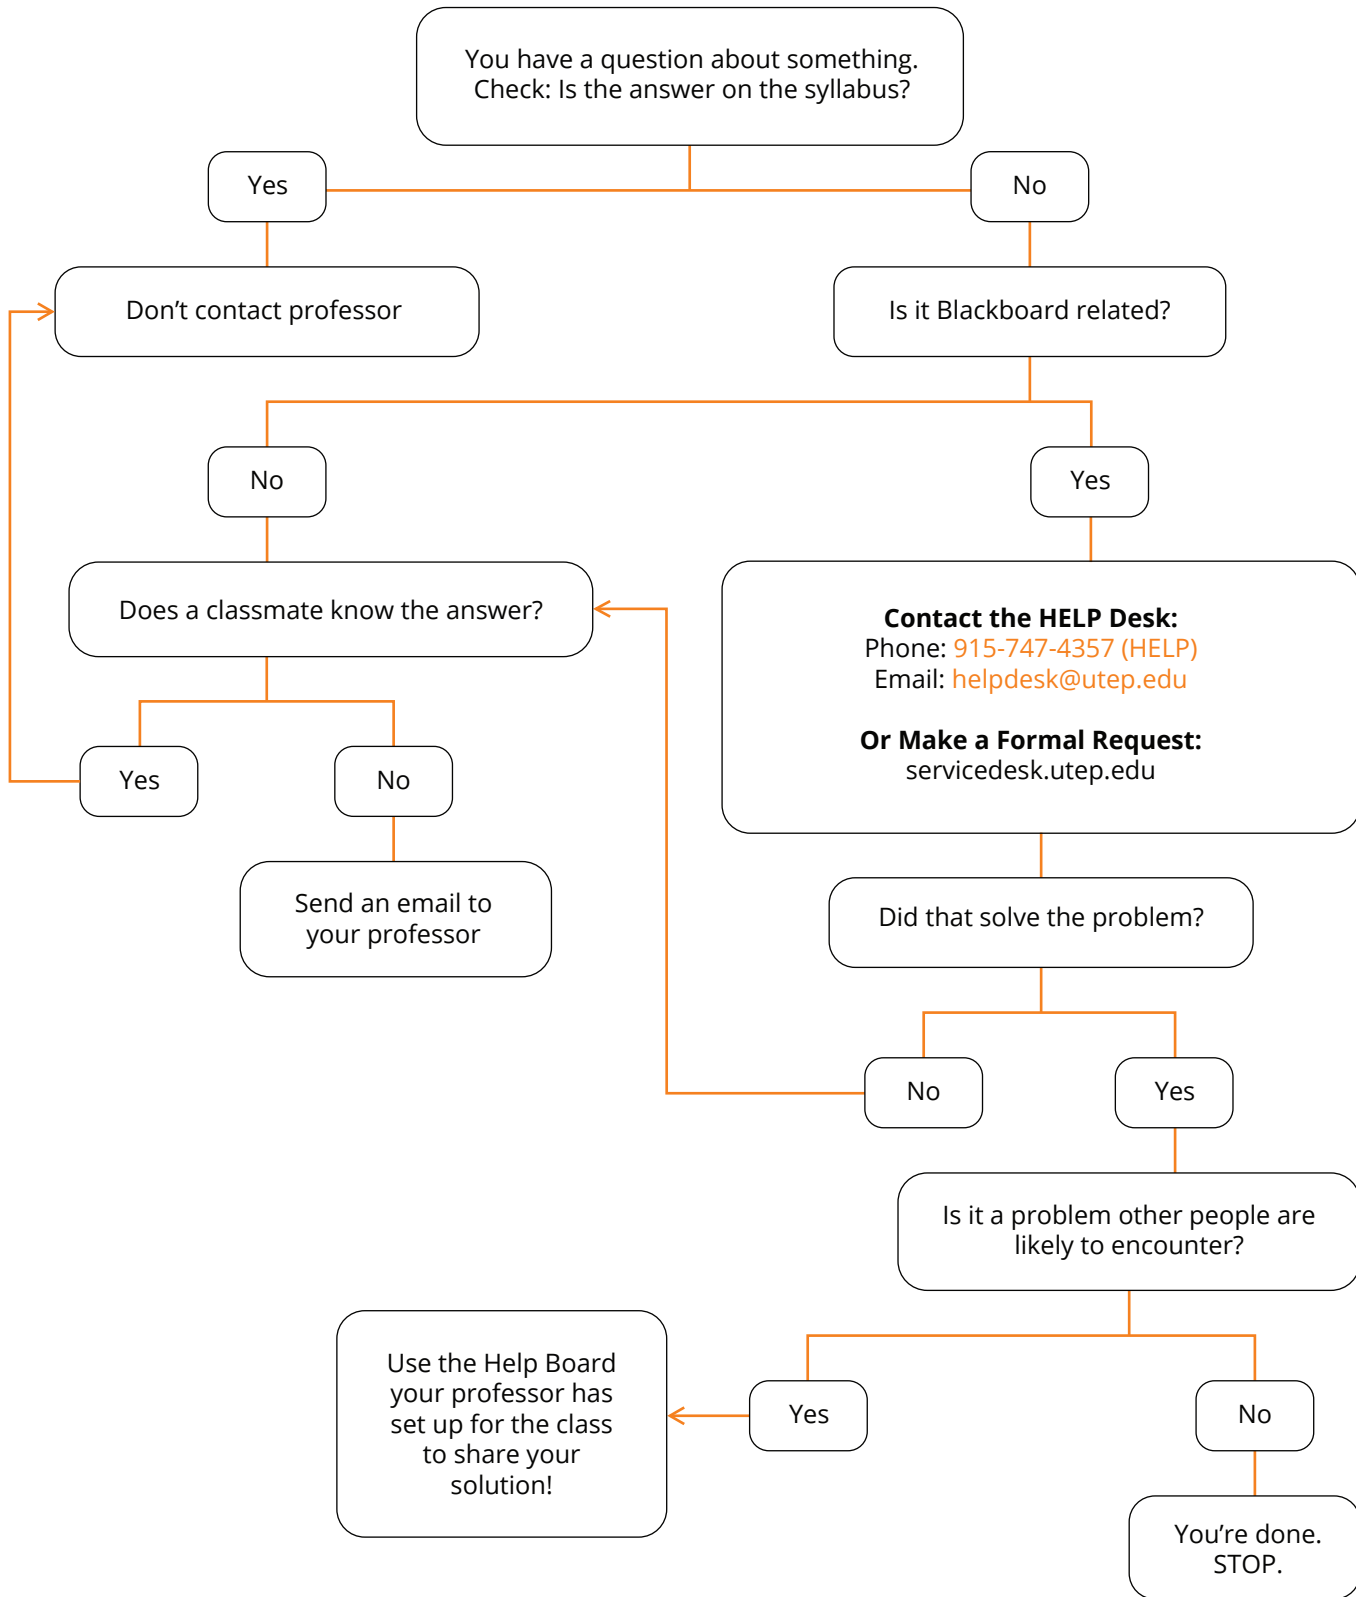 You have a question about something.
Check: Is the answer on the syllabus?
Yes
No
Don’t contact professor
Is it Blackboard related?
No
Yes
Does a classmate know the answer?
Contact the HELP Desk:
Phone: 915-747-4357 (HELP)
Email: helpdesk@utep.edu
Or Make a Formal Request:
servicedesk.utep.edu
Yes
No
Send an email to
your professor
Did that solve the problem?
No
Yes
Is it a problem other people are
likely to encounter?
Use the Help Board
your professor has
set up for the class
to share your
solution!
Yes
No
You’re done.
STOP.